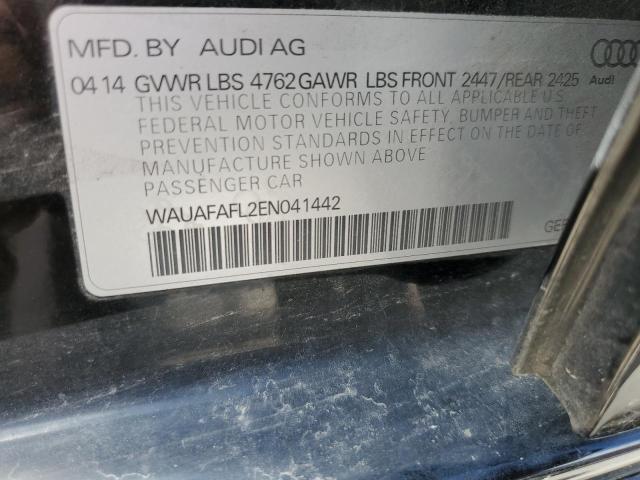 MFD. BY AUDI AG
04 14 GVWR LBS 4762 GAWR LBS FRONT 2447/REAR 2425
Audi
THIS VEHICLE CONFORMS TO ALL APPLICABLE U.S.
FEDERAL MOTOR VEHICLE SAFETY, BUMPER AND THEFT
PREVENTION STANDARDS IN EFFECT ON THE DATE OF
MANUFACTURE SHOWN ABOVE
PASSENGER CAR
WAUAFAFL2EN041442